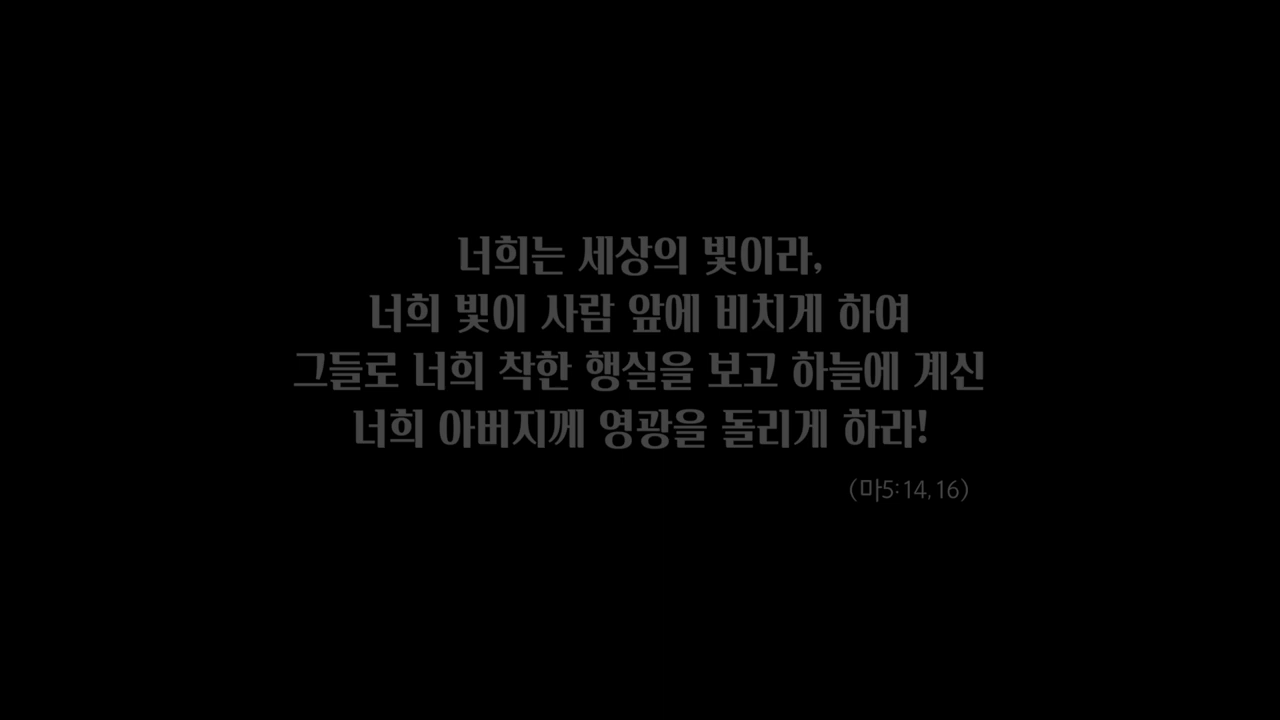 너희는 세상의 빛이라,
너희 빛이 사람 앞에 비치게 하여
그들로 너희 착한 행실을 보고 하늘에 계신
너희 아버지께 영광을 돌리게 하라!
(마5:14, 16)